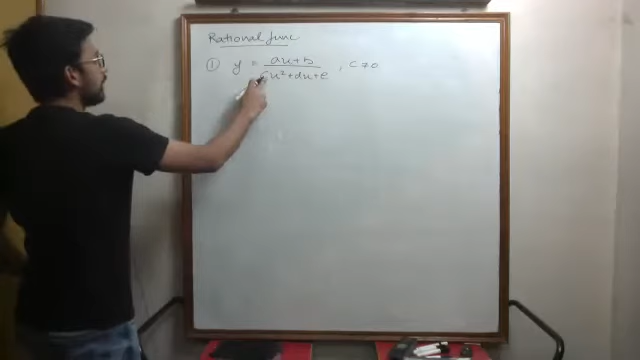 Rational func
① y = ax+b / cx²+dx+e , c≠0